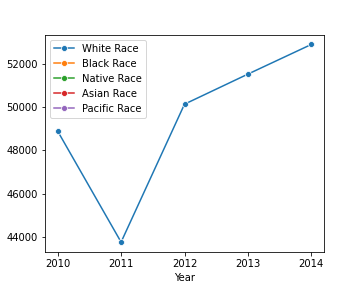 White Race
Black Race
Native Race
Asian Race
Pacific Race
52000
50000
48000
46000
44000
2010 2011 2012 2013 2014
Year